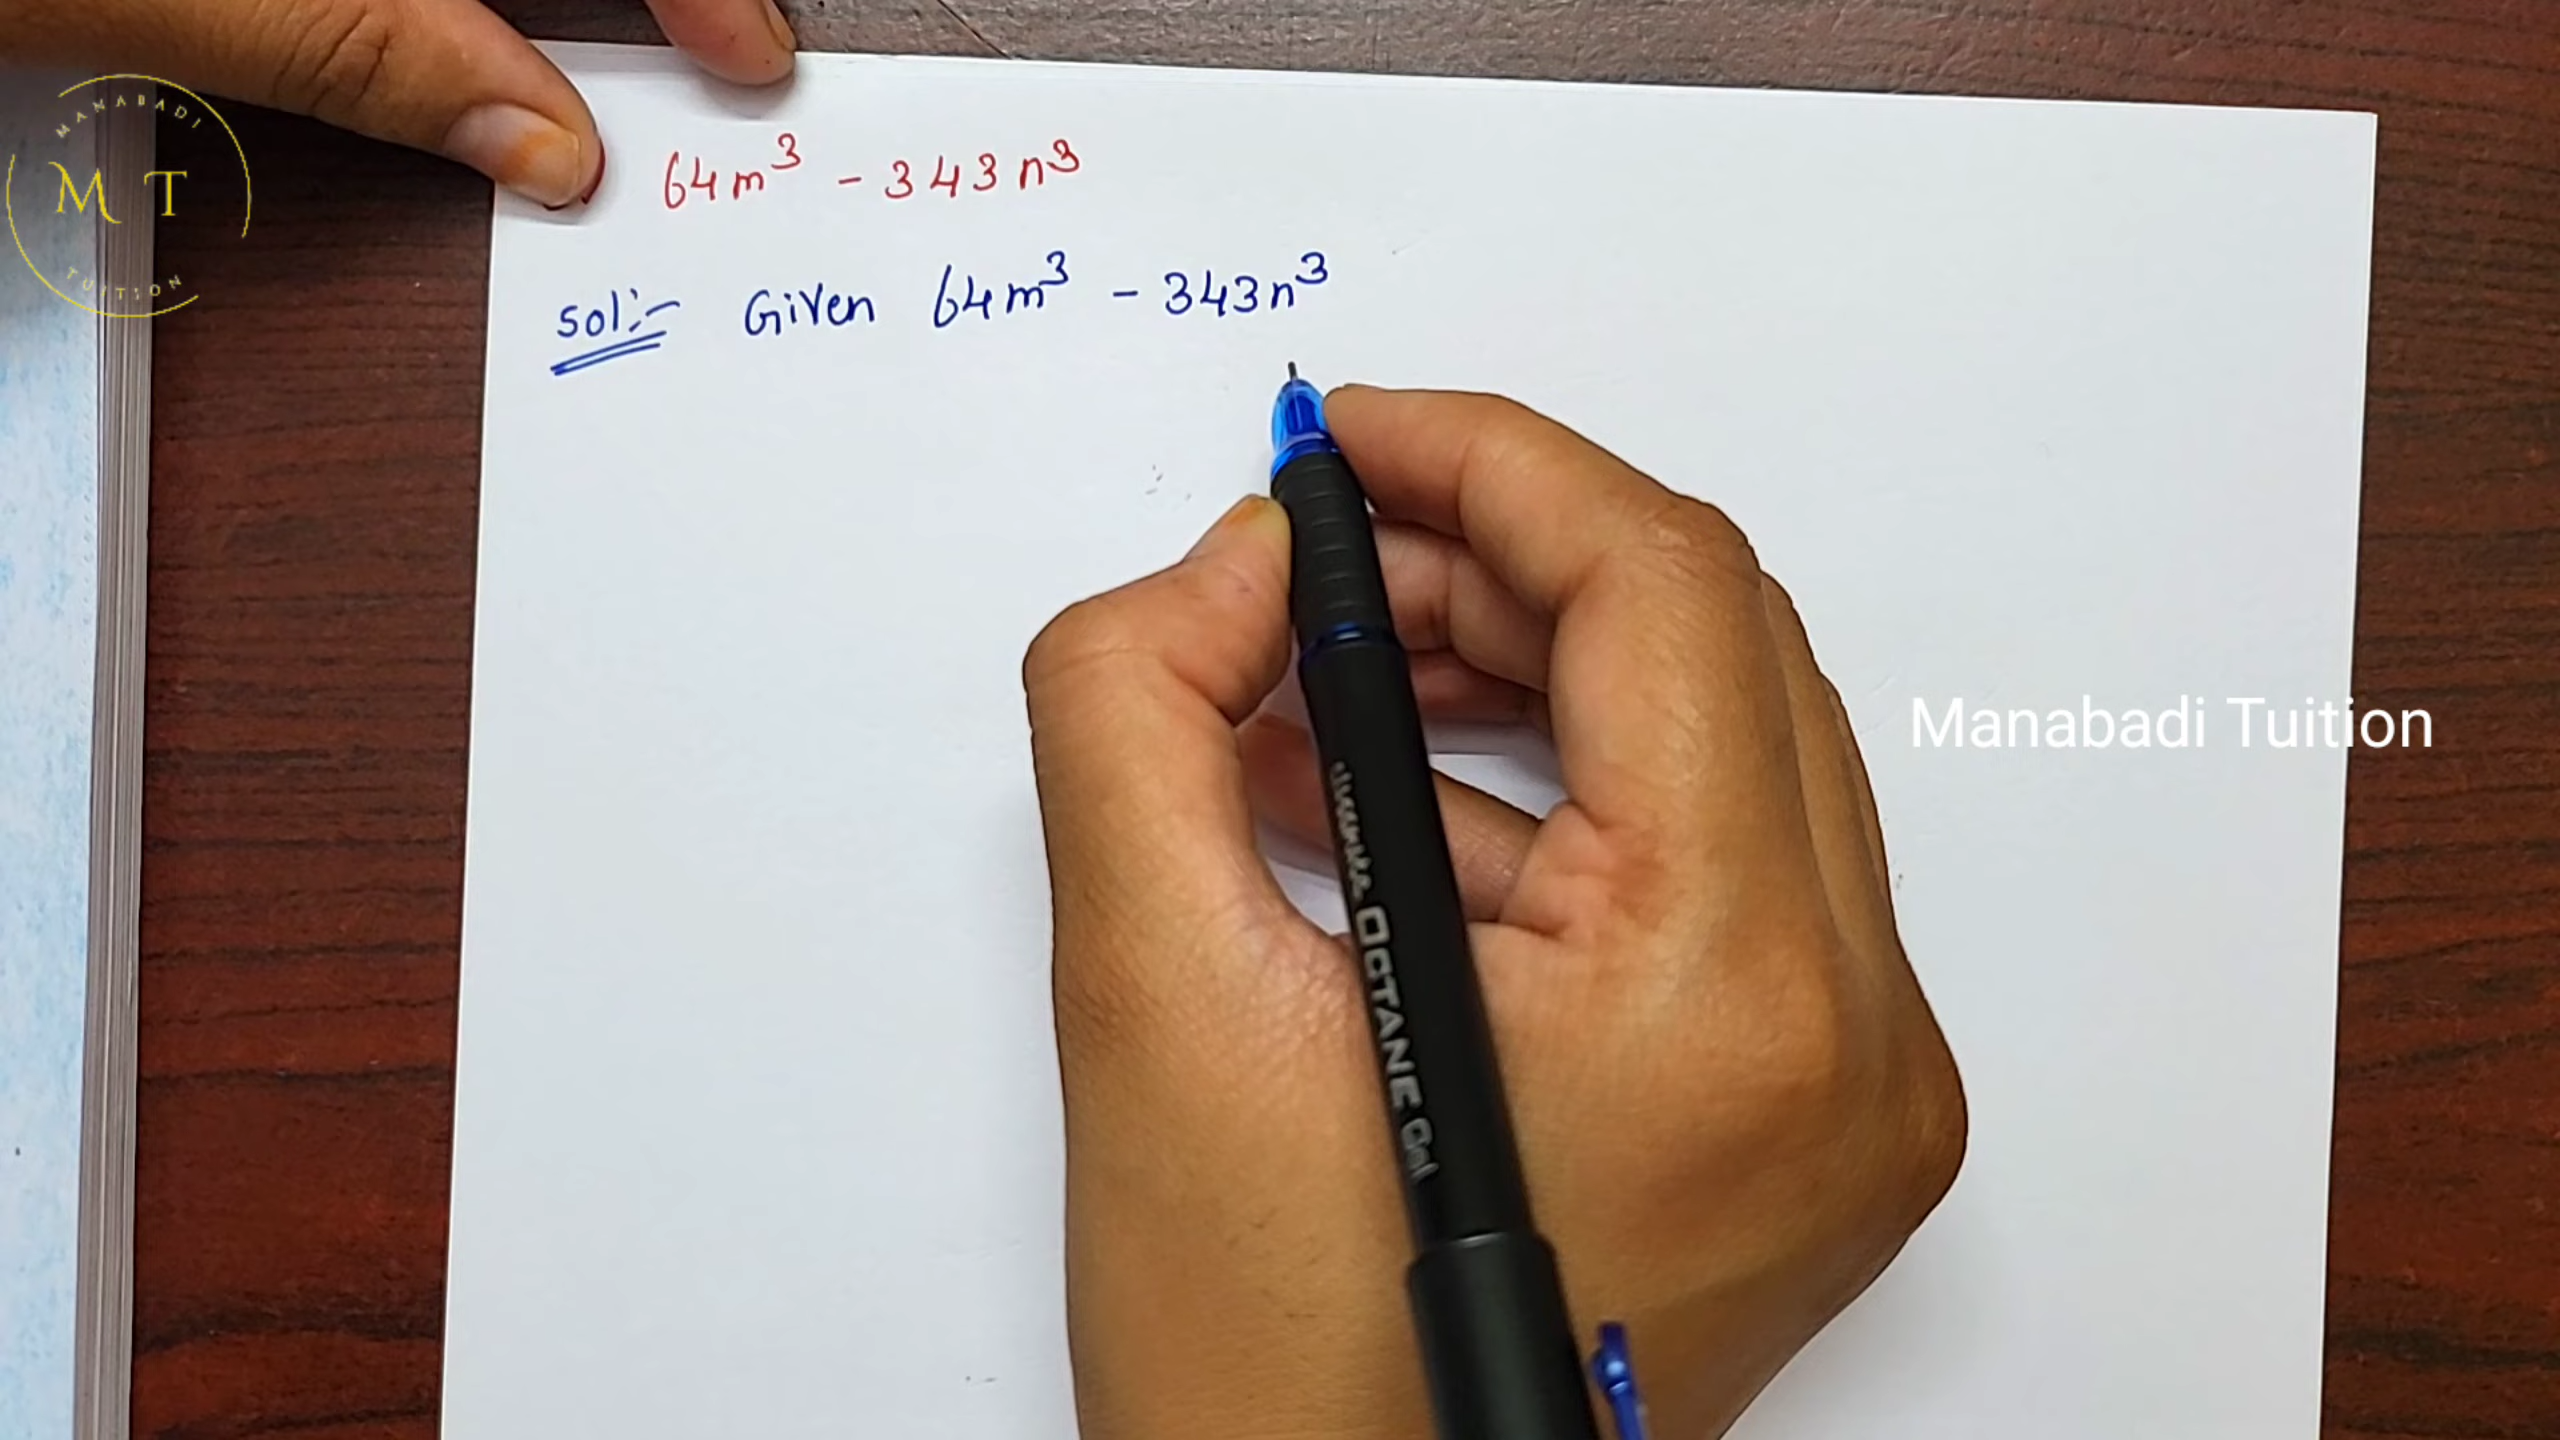 MANABADI
MT
TUITION
64m³ - 343n³
Sol:- Given 64m³ - 343n³
Manabadi Tuition
OCTANE Gel